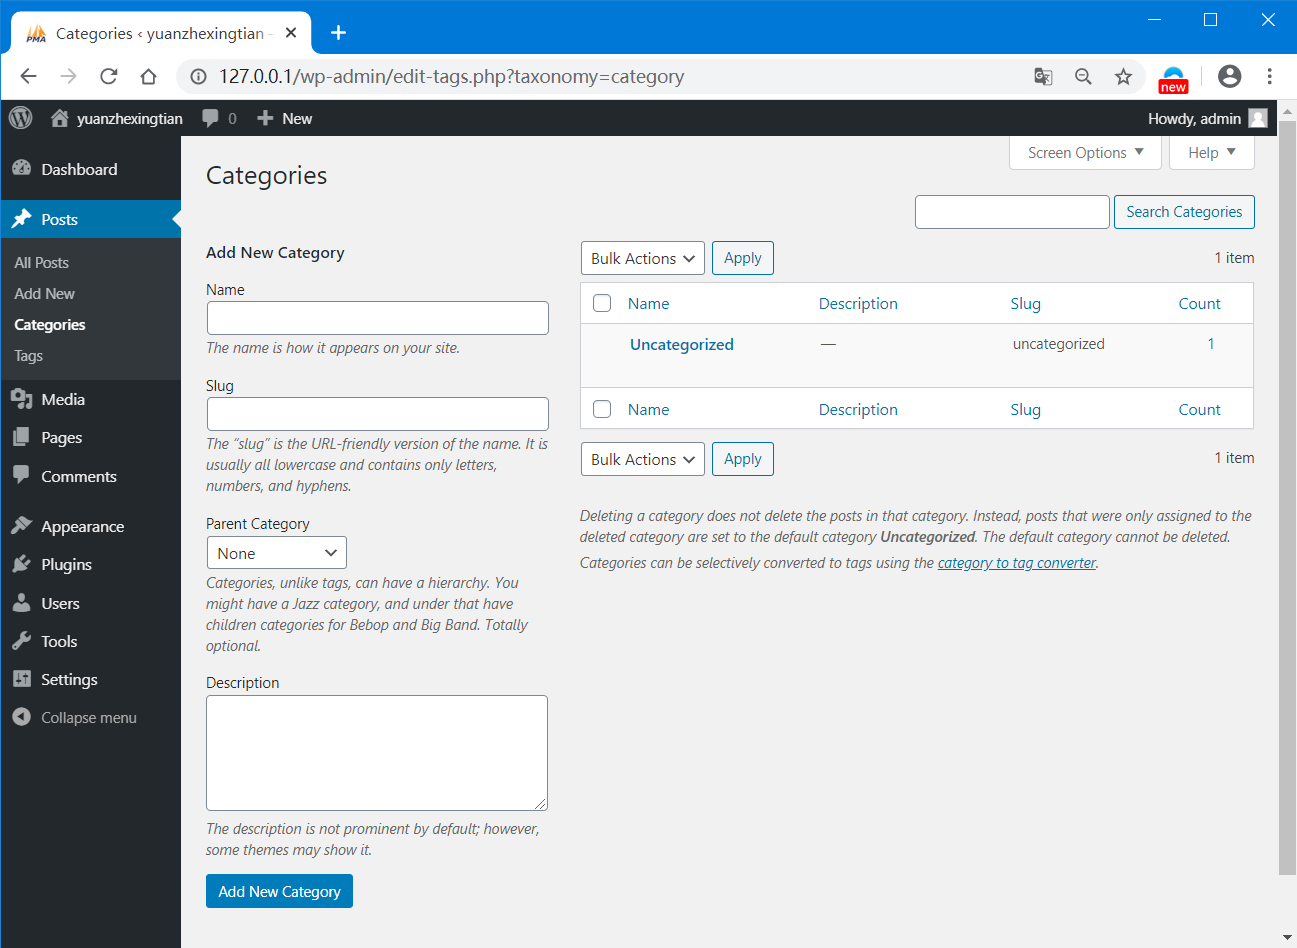 PMA
Categories ‹ yuanzhexingtian –
127.0.0.1/wp-admin/edit-tags.php?taxonomy=category
new
yuanzhexingtian
0
New
Howdy, admin
Dashboard
Posts
All Posts
Add New
Categories
Tags
Media
Pages
Comments
Appearance
Plugins
Users
Tools
Settings
Collapse menu
Screen Options
Help
Categories
Search Categories
Add New Category
Name
The name is how it appears on your site.
Slug
The “slug” is the URL-friendly version of the name. It is
usually all lowercase and contains only letters,
numbers, and hyphens.
Parent Category
None
Categories, unlike tags, can have a hierarchy. You
might have a Jazz category, and under that have
children categories for Bebop and Big Band. Totally
optional.
Description
The description is not prominent by default; however,
some themes may show it.
Add New Category
Bulk Actions Apply 1 item
Name Description Slug Count
Uncategorized — uncategorized 1
Name Description Slug Count
Bulk Actions Apply 1 item
Deleting a category does not delete the posts in that category. Instead, posts that were only assigned to the
deleted category are set to the default category Uncategorized. The default category cannot be deleted.
Categories can be selectively converted to tags using the category to tag converter.